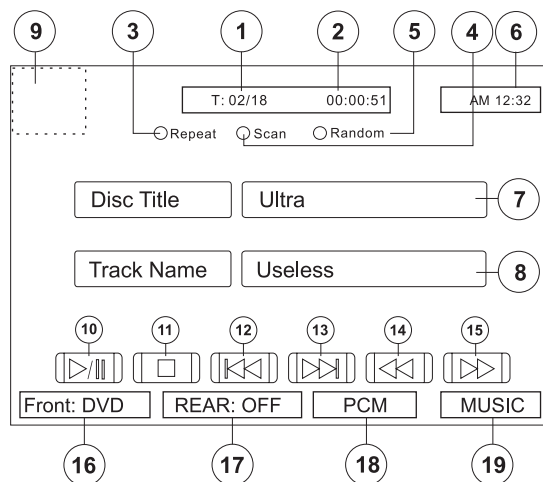 9 3 1 2 5 4 6
T: 02/18 00:00:51 AM 12:32
Repeat Scan Random
Disc Title Ultra 7
Track Name Useless 8
10 11 12 13 14 15
Front: DVD REAR: OFF PCM MUSIC
16 17 18 19